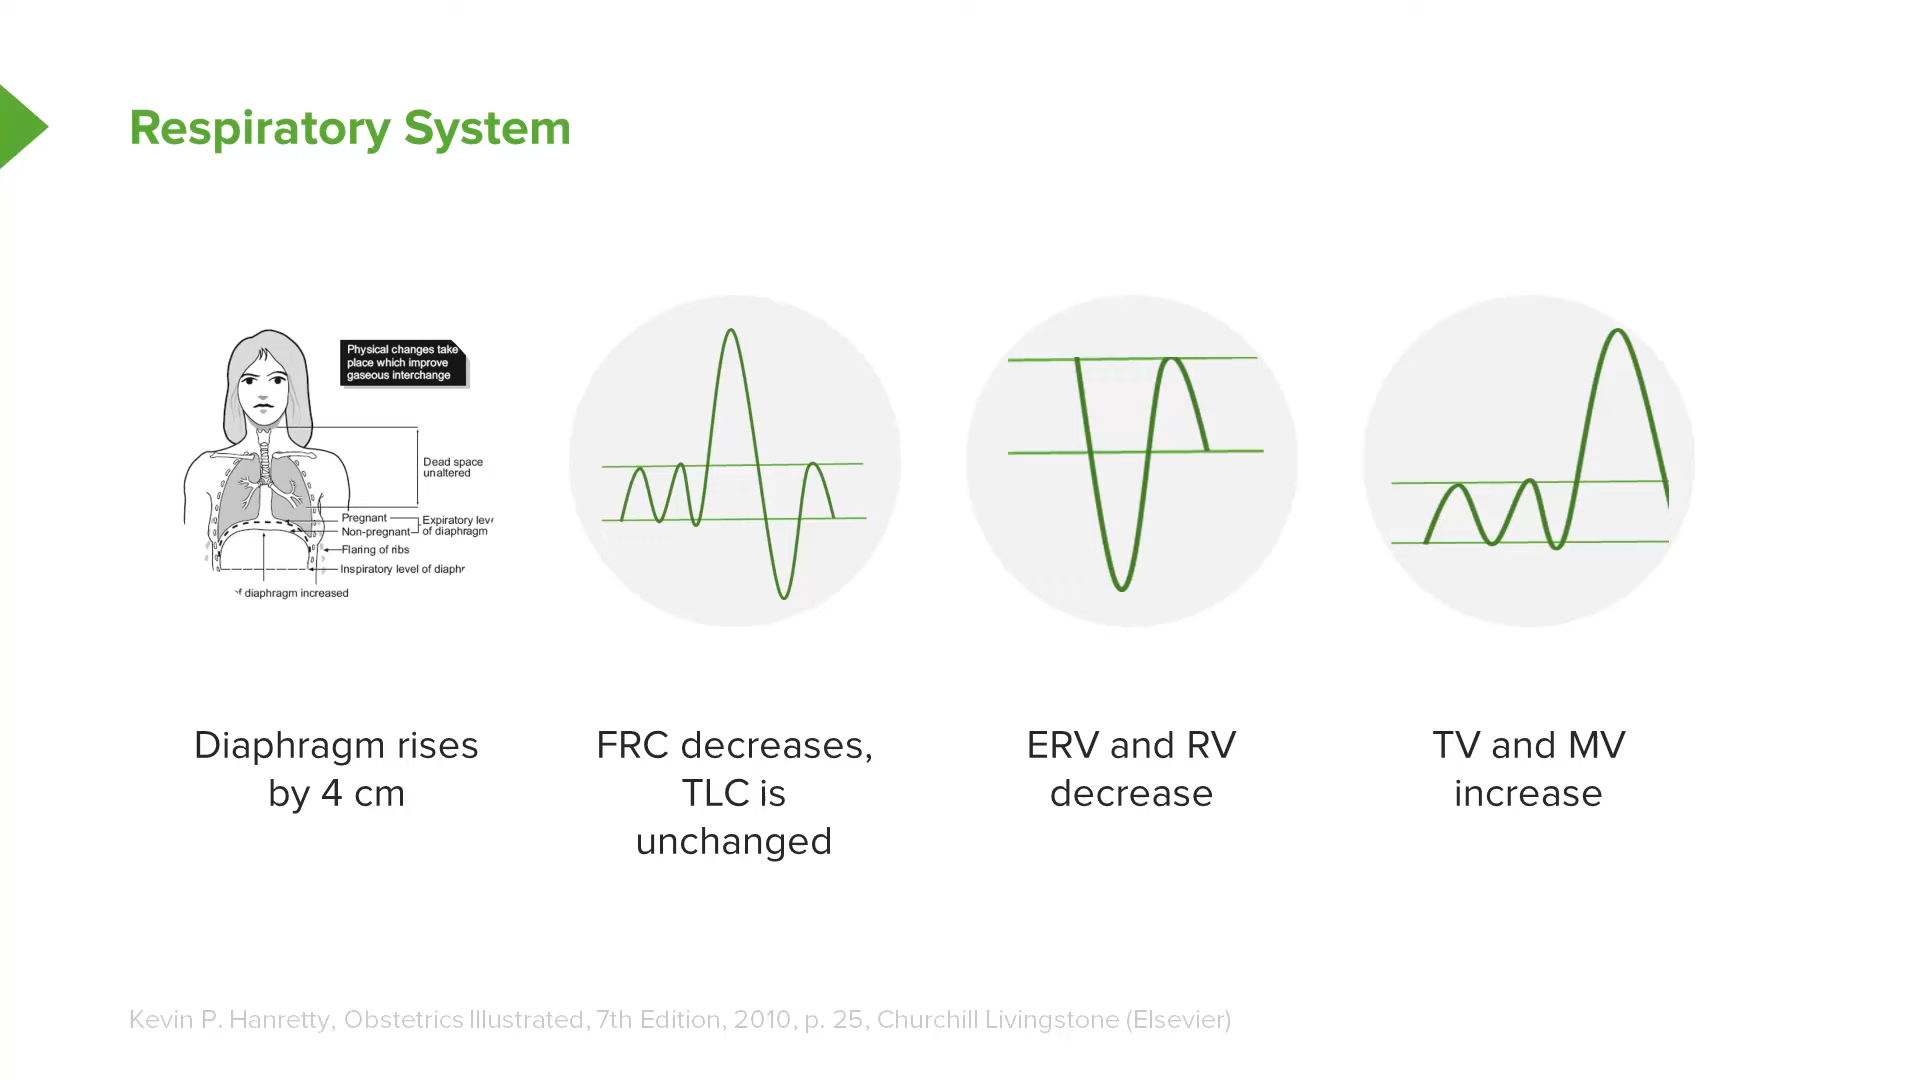 Respiratory System
Physical changes take
place which improve
gaseous interchange
Dead space
unaltered
Pregnant
Non-pregnant
Expiratory
of diaphragm
Flaring of ribs
Inspiratory level of
diaphragm increased
Diaphragm rises
by 4 cm
FRC decreases,
TLC is
unchanged
ERV and RV
decrease
TV and MV
increase
Kevin P. Hanretty, Obstetrics Illustrated, 7th Edition, 2010, p. 25, Churchill Livingstone (Elsevier)